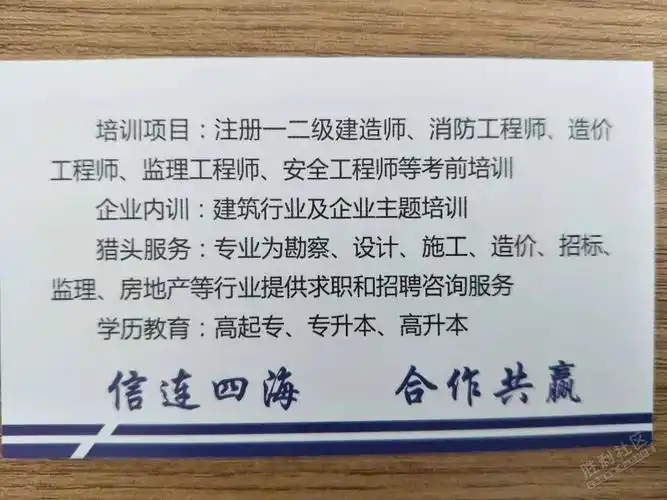 培训项目：注册一二级建造师、消防工程师、造价
工程师、监理工程师、安全工程师等考前培训
企业内训：建筑行业及企业主题培训
猎头服务：专业为勘察、设计、施工、造价、招标、
监理、房地产等行业提供求职和招聘咨询服务
学历教育：高起专、专升本、高升本
信连四海 合作共赢
胜利社区